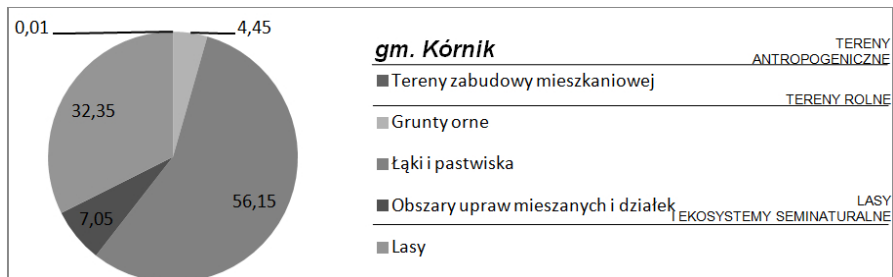 0,01
4,45
32,35
7,05
56,15
gm. Kórnik
TERENY
ANTROPOGENICZNE
Tereny zabudowy mieszkaniowej
TERENY ROLNE
Grunty orne
Łąki i pastwiska
Obszary upraw mieszanych i działek
LASY
I EKOSYSTEMY SEMINATURALNE
Lasy